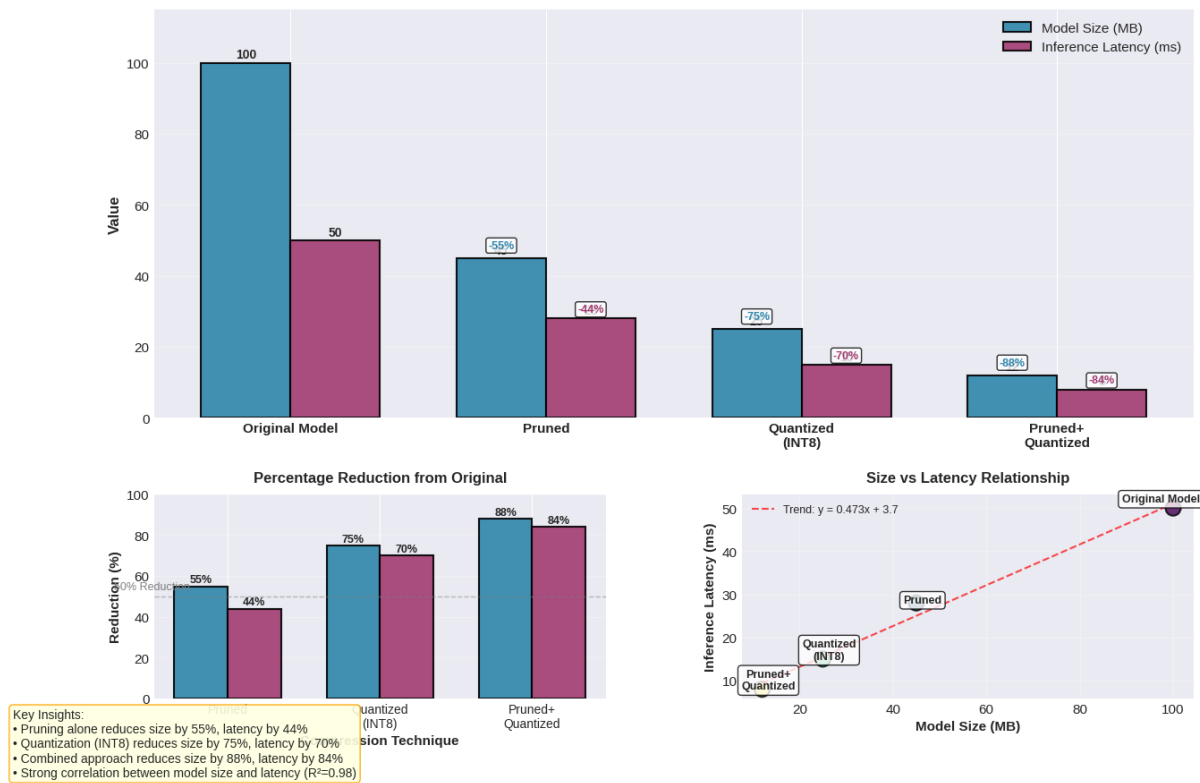 Model Size (MB)
Inference Latency (ms)
Value
100
80
60
40
20
0
100
50
-55%
-44%
-75%
-70%
-88%
-84%
Original Model
Pruned
Quantized
(INT8)
Pruned+
Quantized
Percentage Reduction from Original
Reduction (%)
100
80
60
40
20
0
55%
44%
75%
70%
88%
84%
Reduction
Pruned
Quantized
(INT8)
Pruned+
Quantized
Technique
Size vs Latency Relationship
Inference Latency (ms)
50
40
30
20
10
Trend: y = 0.473x + 3.7
Original Model
Pruned
Quantized
(INT8)
Pruned+
Quantized
20
40
60
80
100
Model Size (MB)
Key Insights:
• Pruning alone reduces size by 55%, latency by 44%
• Quantization (INT8) reduces size by 75%, latency by 70%
• Combined approach reduces size by 88%, latency by 84%
• Strong correlation between model size and latency (R²=0.98)